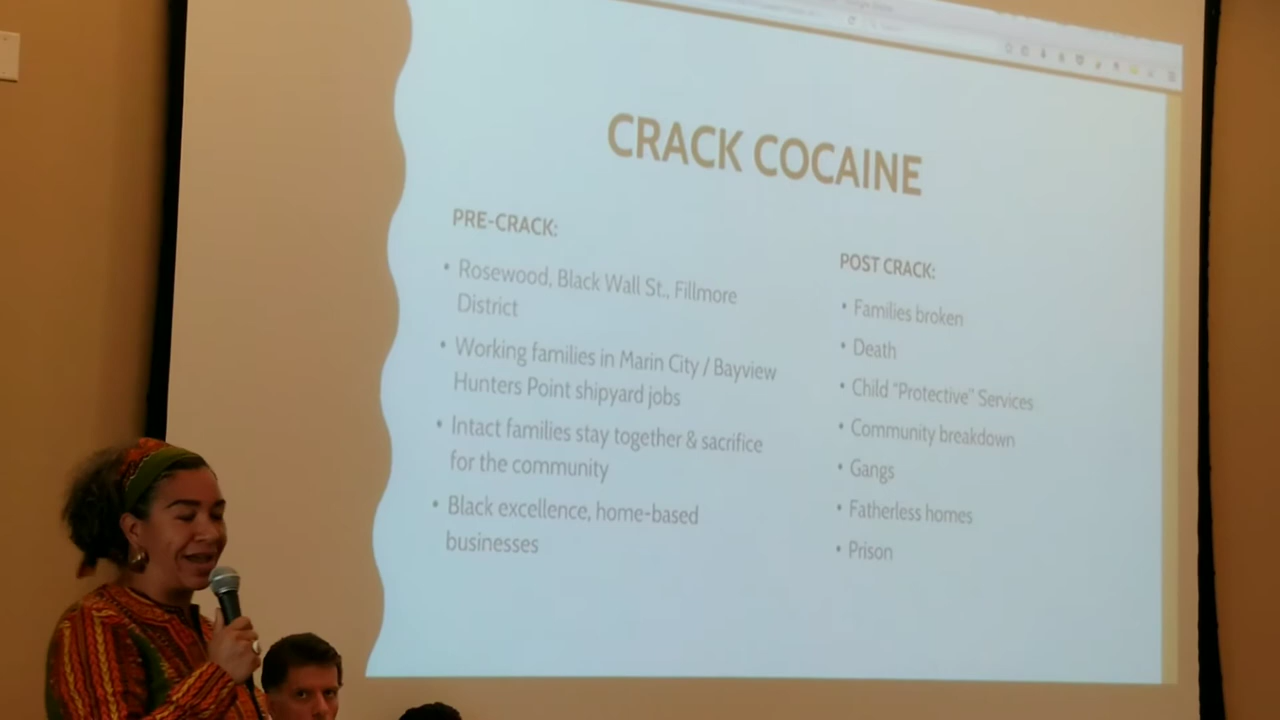 CRACK COCAINE
PRE-CRACK:
• Rosewood, Black Wall St., Fillmore
District
• Working families in Marin City / Bayview
Hunters Point shipyard jobs
• Intact families stay together & sacrifice
for the community
• Black excellence, home-based
businesses
POST CRACK:
• Families broken
• Death
• Child "Protective" Services
• Community breakdown
• Gangs
• Fatherless homes
• Prison